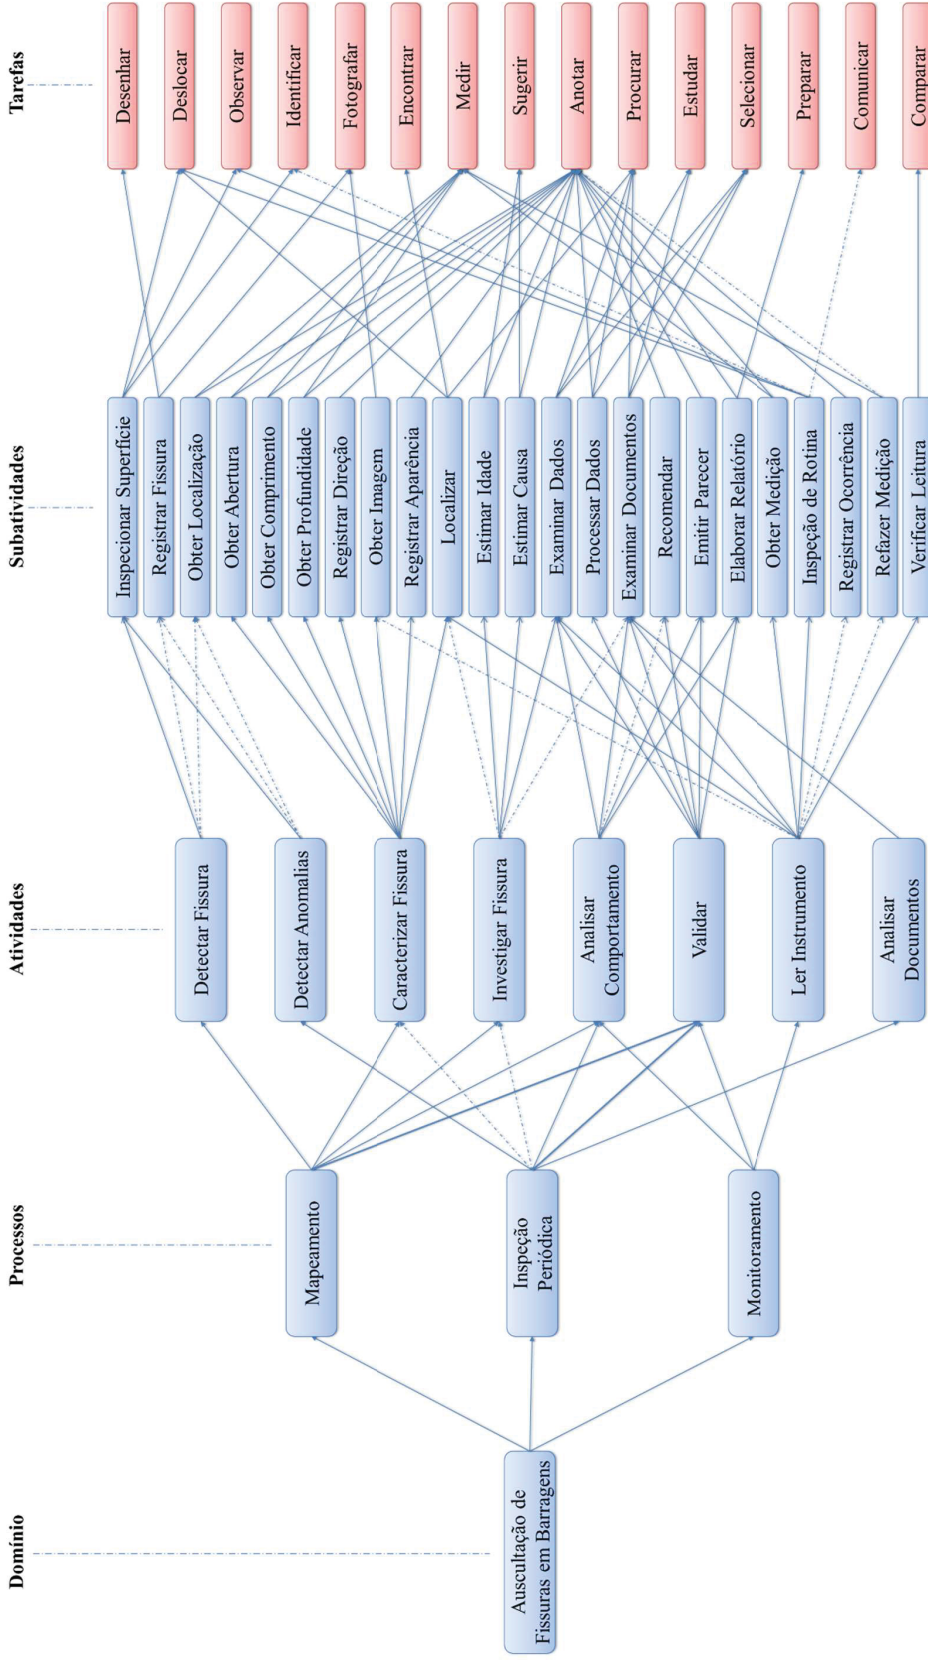 Domínio
Processos
Atividades
Subatividades
Tarefas
Auscultação de
Fissuras em Barragens
Mapeamento
Inspeção
Periódica
Monitoramento
Detectar Fissura
Detectar Anomalias
Caracterizar Fissura
Investigar Fissura
Analisar
Comportamento
Validar
Ler Instrumento
Analisar
Documentos
Inspecionar Superfície
Registrar Fissura
Obter Localização
Obter Abertura
Obter Comprimento
Obter Profundidade
Registrar Direção
Obter Imagem
Registrar Aparência
Localizar
Estimar Idade
Estimar Causa
Examinar Dados
Processar Dados
Examinar Documentos
Recomendar
Emitir Parecer
Elaborar Relatório
Obter Medição
Inspeção de Rotina
Registrar Ocorrência
Refazer Medição
Verificar Leitura
Desenhar
Deslocar
Observar
Identificar
Fotografar
Encontrar
Medir
Sugerir
Anotar
Procurar
Estudar
Selecionar
Preparar
Comunicar
Comparar